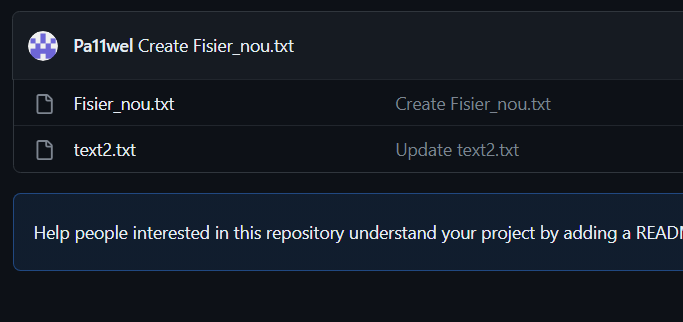 Pa11wel Create Fisier_nou.txt
Fisier_nou.txt Create Fisier_nou.txt
text2.txt Update text2.txt
Help people interested in this repository understand your project by adding a